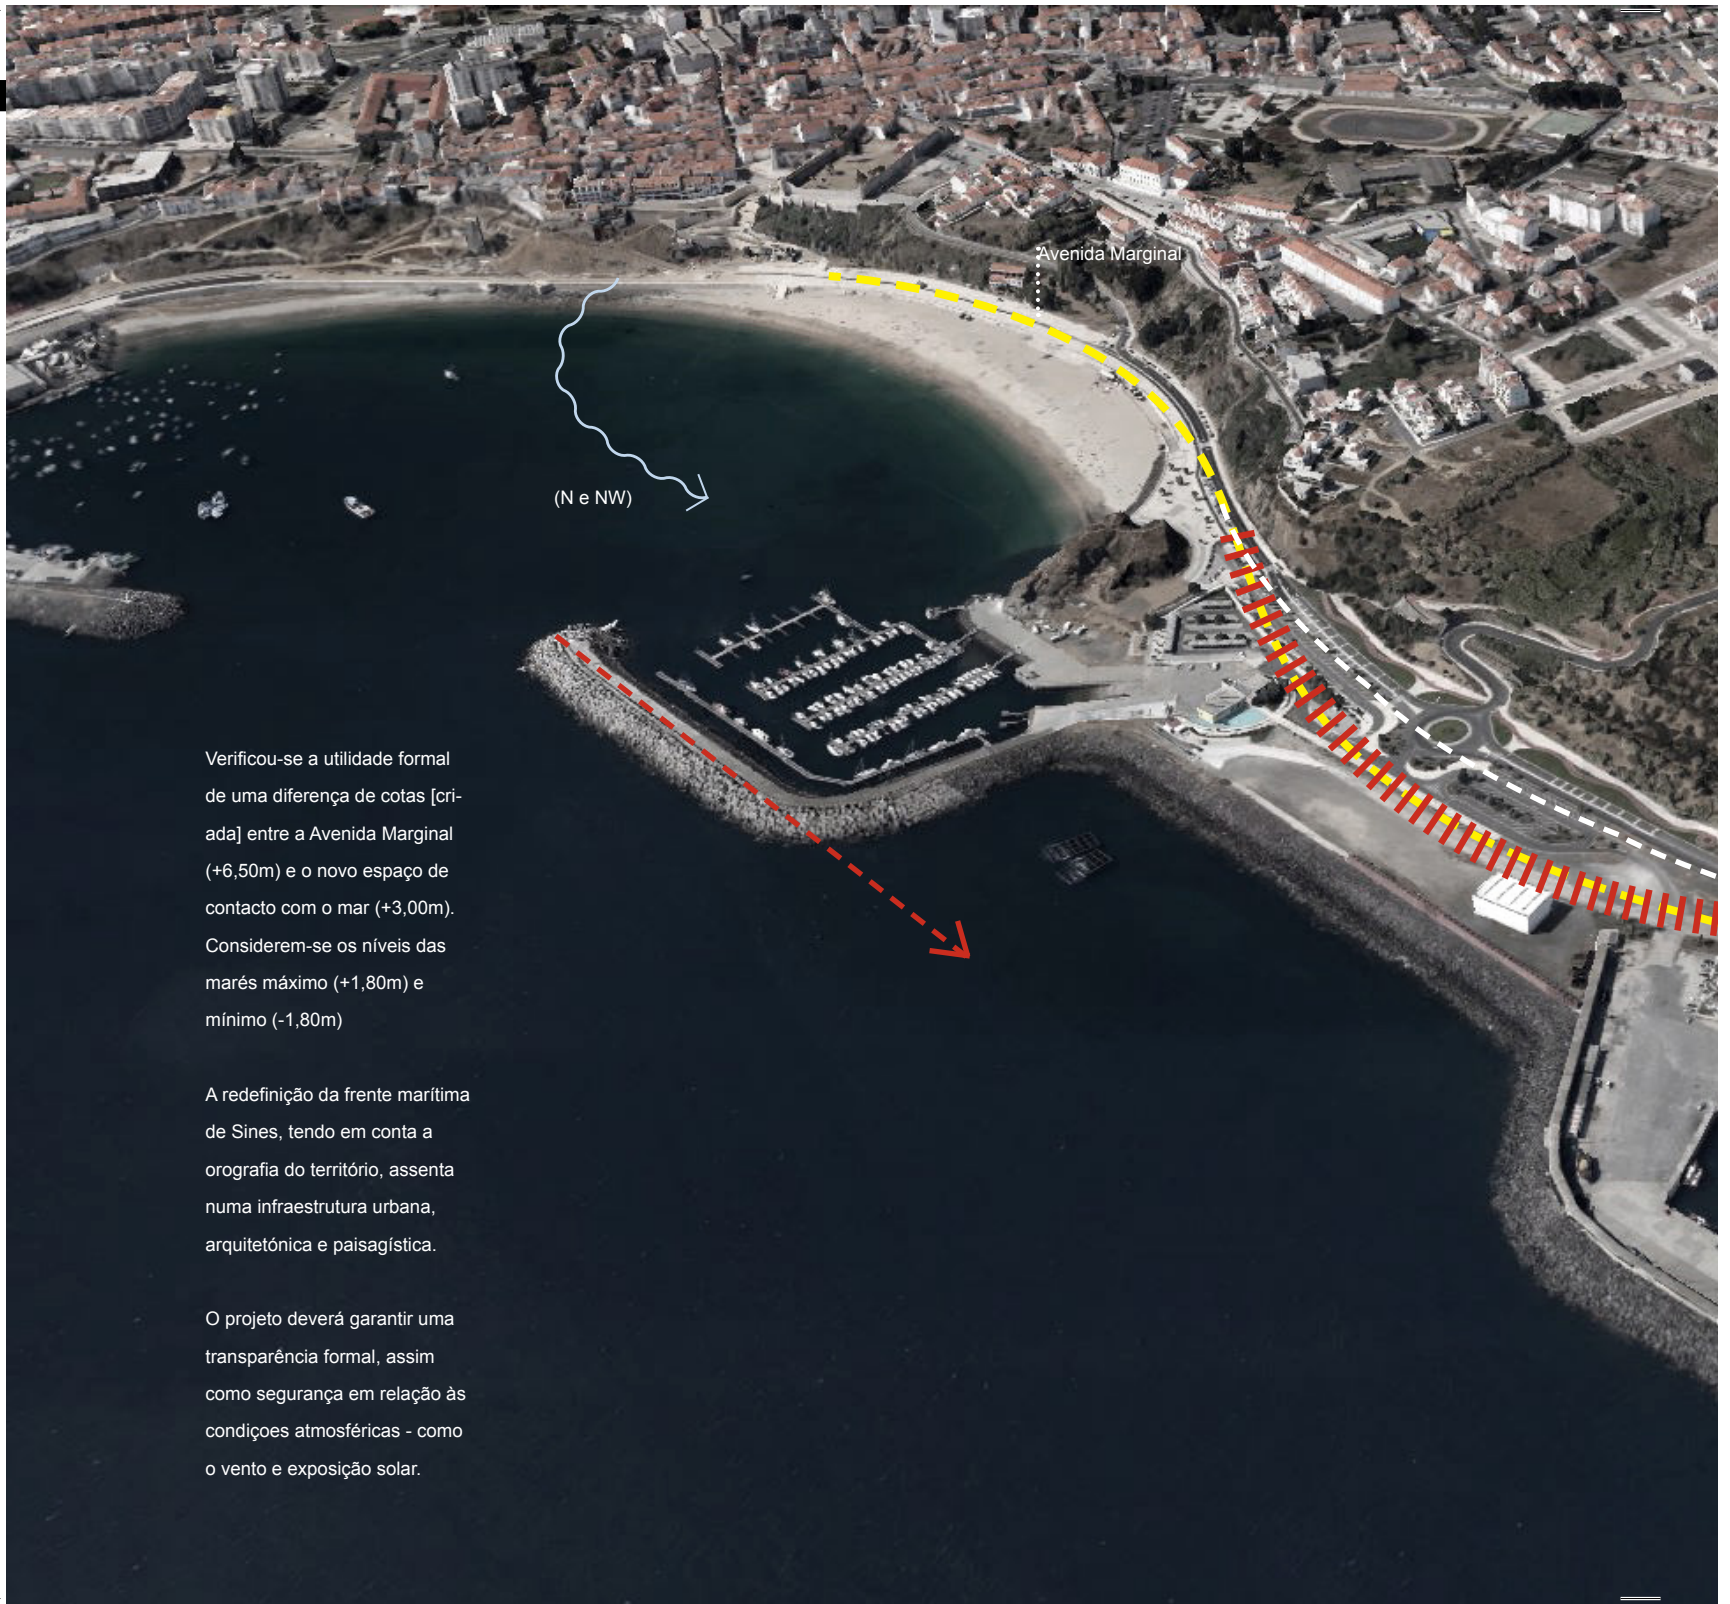 Avenida Marginal
(N e NW)
Verificou-se a utilidade formal
de uma diferença de cotas [cri-
ada] entre a Avenida Marginal
(+6,50m) e o novo espaço de
contacto com o mar (+3,00m).
Considerem-se os níveis das
marés máximo (+1,80m) e
mínimo (-1,80m)
A redefinição da frente marítima
de Sines, tendo em conta a
orografia do território, assenta
numa infraestrutura urbana,
arquitetónica e paisagística.
O projeto deverá garantir uma
transparência formal, assim
como segurança em relação às
condiçoes atmosféricas - como
o vento e exposição solar.